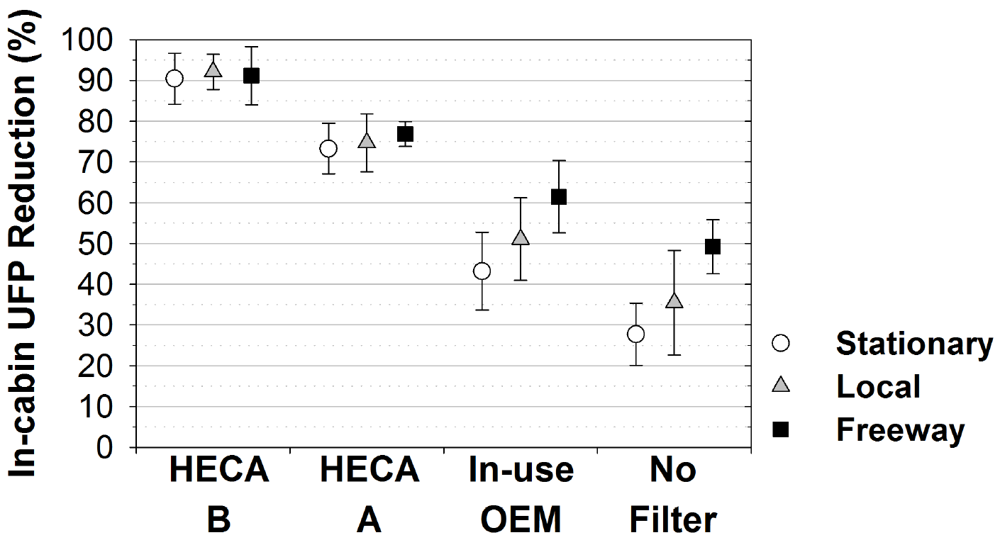 In-cabin UFP Reduction (%)
100
90
80
70
60
50
40
30
20
10
0
HECA B
HECA A
In-use OEM
No Filter
Stationary
Local
Freeway